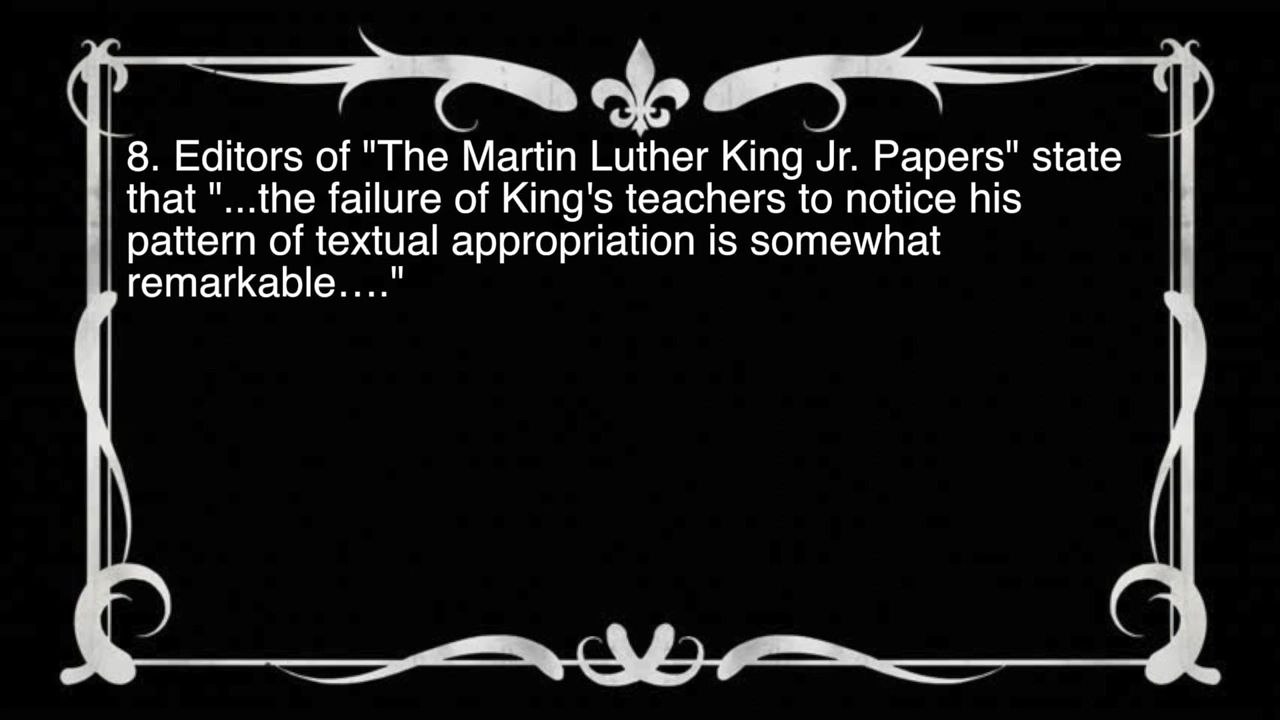 8. Editors of "The Martin Luther King Jr. Papers" state
that "...the failure of King's teachers to notice his
pattern of textual appropriation is somewhat
remarkable…."